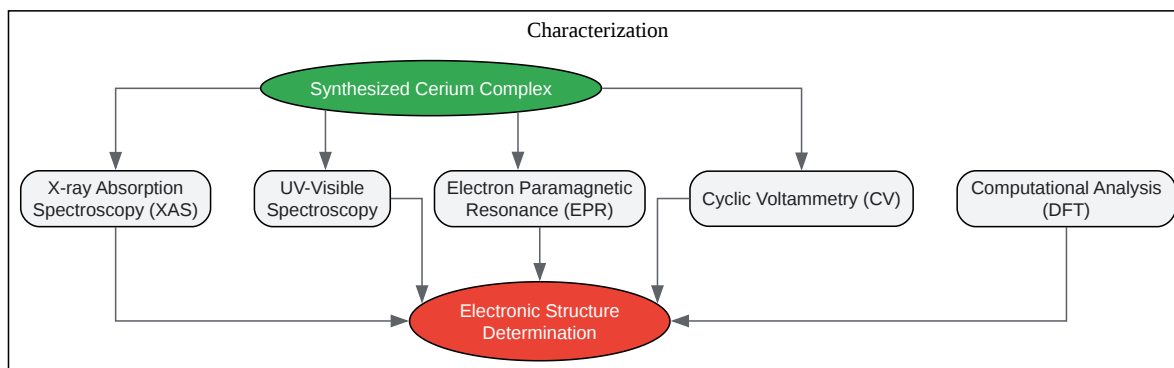 Characterization
Synthesized Cerium Complex
X-ray Absorption
Spectroscopy (XAS)
UV-Visible
Spectroscopy
Electron Paramagnetic
Resonance (EPR)
Cyclic Voltammetry (CV)
Computational Analysis
(DFT)
Electronic Structure
Determination